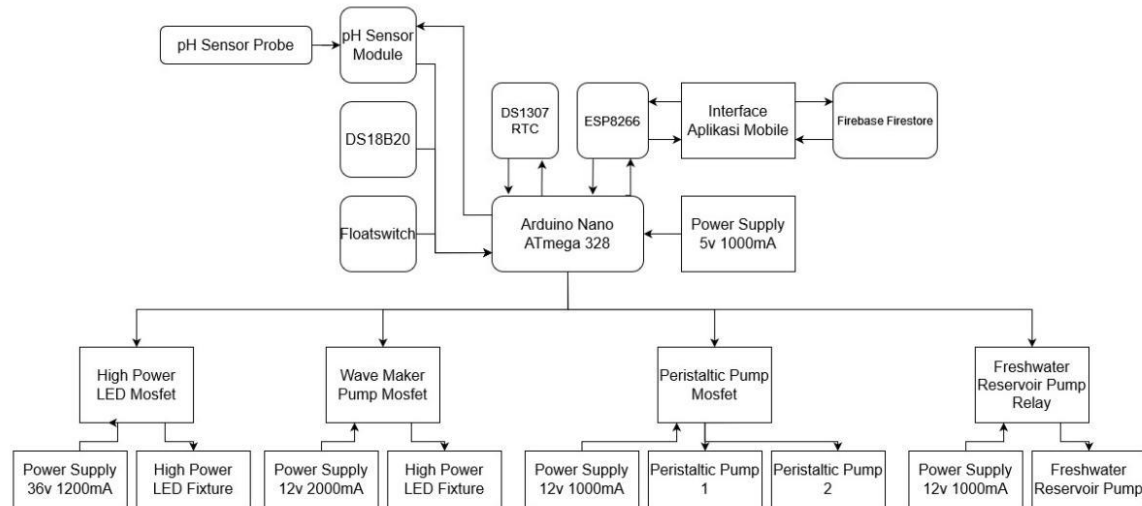 pH Sensor Probe
pH Sensor
Module
DS18B20
Floatswitch
DS1307
RTC
ESP8266
Interface
Aplikasi Mobile
Firebase Firestore
Arduino Nano
ATmega 328
Power Supply
5v 1000mA
High Power
LED Mosfet
Wave Maker
Pump Mosfet
Peristaltic Pump
Mosfet
Freshwater
Reservoir Pump
Relay
Power Supply
36v 1200mA
High Power
LED Fixture
Power Supply
12v 2000mA
High Power
LED Fixture
Power Supply
12v 1000mA
Peristaltic Pump
1
Peristaltic Pump
2
Power Supply
12v 1000mA
Freshwater
Reservoir Pump